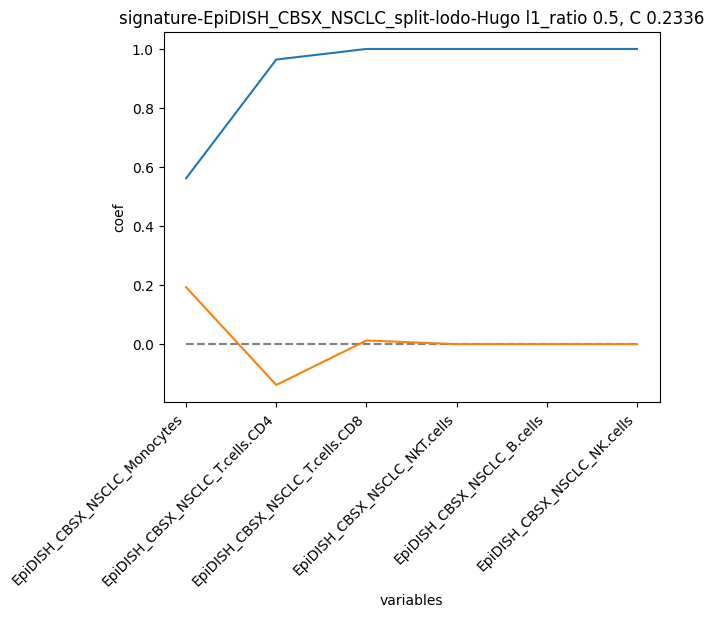 signature-EpiDISH_CBSX_NSCLC_split-lodo-Hugo l1_ratio 0.5, C 0.2336
1.0
0.8
0.6
0.4
0.2
0.0
coef
EpiDISH_CBSX_NSCLC_Monocytes
EpiDISH_CBSX_NSCLC_T.cells.CD4
EpiDISH_CBSX_NSCLC_T.cells.CD8
EpiDISH_CBSX_NSCLC_NKT.cells
EpiDISH_CBSX_NSCLC_B.cells
EpiDISH_CBSX_NSCLC_NK.cells
variables